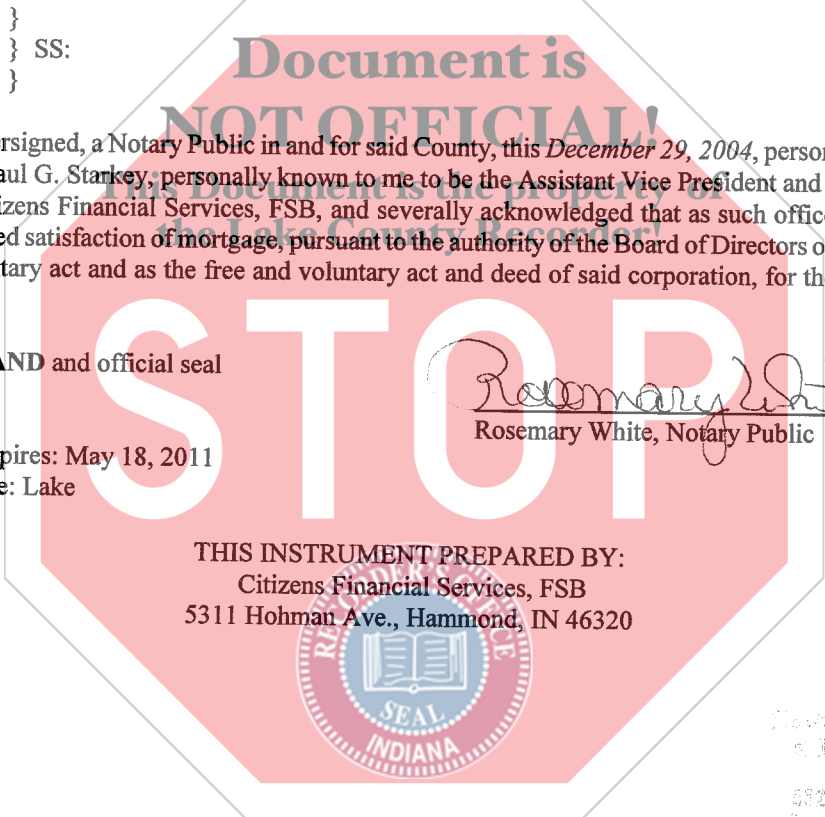 }
} SS:
}
Document is
NOT OFFICIAL!
rsigned, a Notary Public in and for said County, this December 29, 2004, person
aul G. Starkey, personally known to me to be the Assistant Vice President and
This Document is the property of
izens Financial Services, FSB, and severally acknowledged that as such office
the Lake County Recorder!
ed satisfaction of mortgage, pursuant to the authority of the Board of Directors o
tary act and as the free and voluntary act and deed of said corporation, for the
STOP
AND and official seal
Rosemary Whi
Rosemary White, Notary Public
pires: May 18, 2011
e: Lake
THIS INSTRUMENT PREPARED BY:
Citizens Financial Services, FSB
5311 Hohman Ave., Hammond, IN 46320
RECORDER'S OFFICE
SEAL
INDIANA